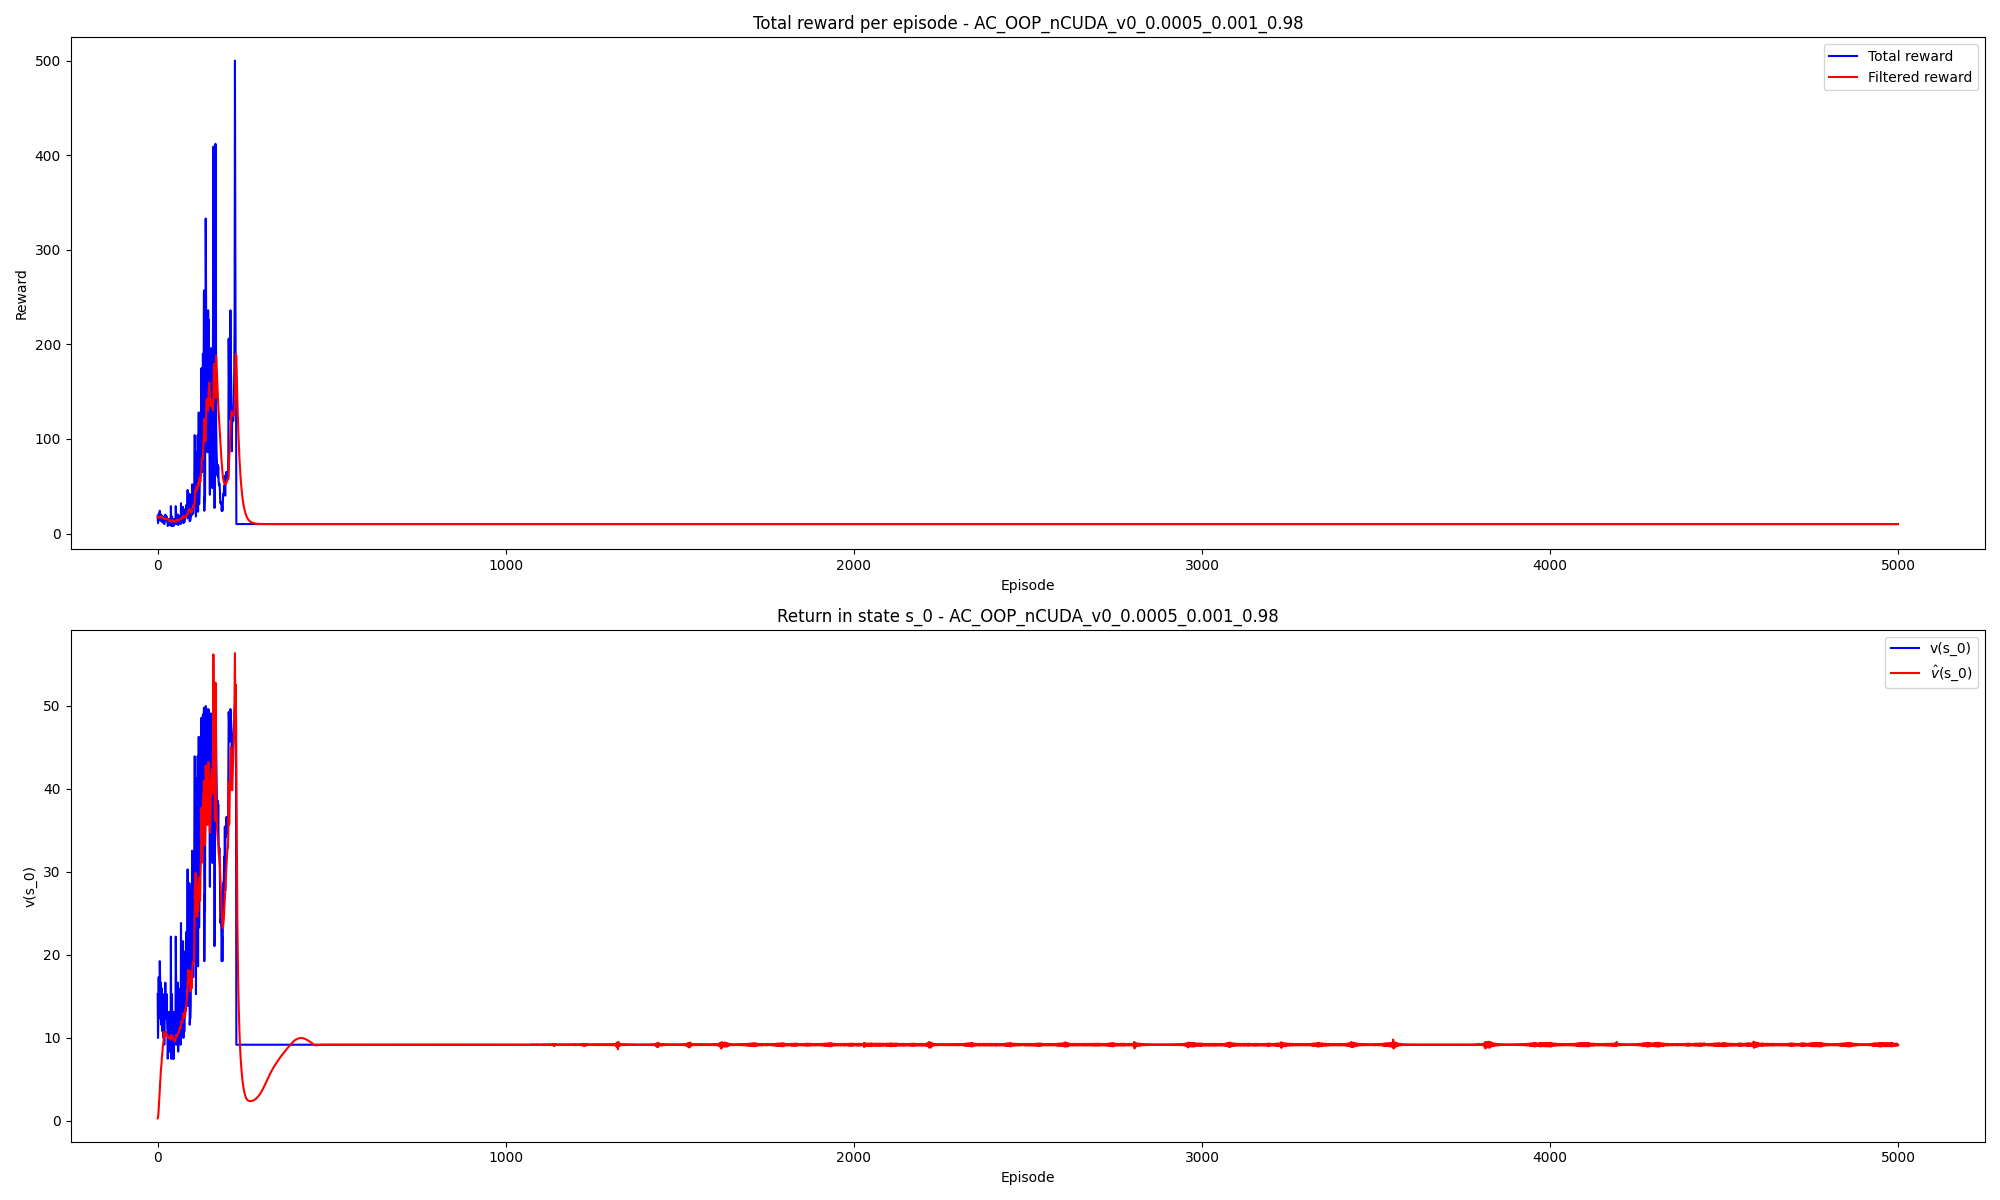 Total reward per episode - AC_OOP_nCUDA_v0_0.0005_0.001_0.98
Total reward
Filtered reward
500
400
300
200
100
0
Reward
0 1000 2000 3000 4000 5000
Episode
Return in state s_0 - AC_OOP_nCUDA_v0_0.0005_0.001_0.98
v(s_0)
v̂(s_0)
50
40
30
20
10
0
v(s_0)
0 1000 2000 3000 4000 5000
Episode